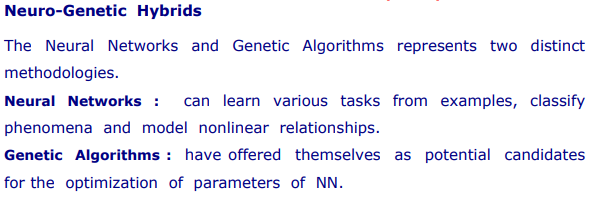 Neuro-Genetic Hybrids
The Neural Networks and Genetic Algorithms represents two distinct
methodologies.
Neural Networks : can learn various tasks from examples, classify
phenomena and model nonlinear relationships.
Genetic Algorithms : have offered themselves as potential candidates
for the optimization of parameters of NN.